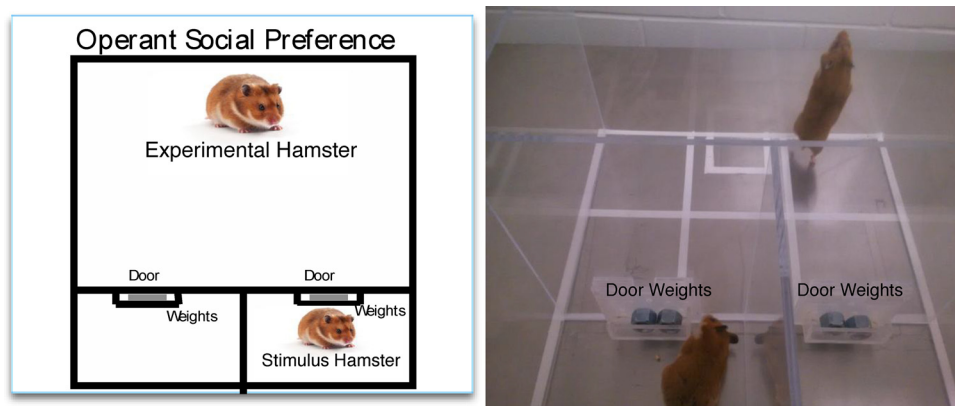 Operant Social Preference
Experimental Hamster
Door
Door
Weights
Weights
Stimulus Hamster
Door Weights
Door Weights